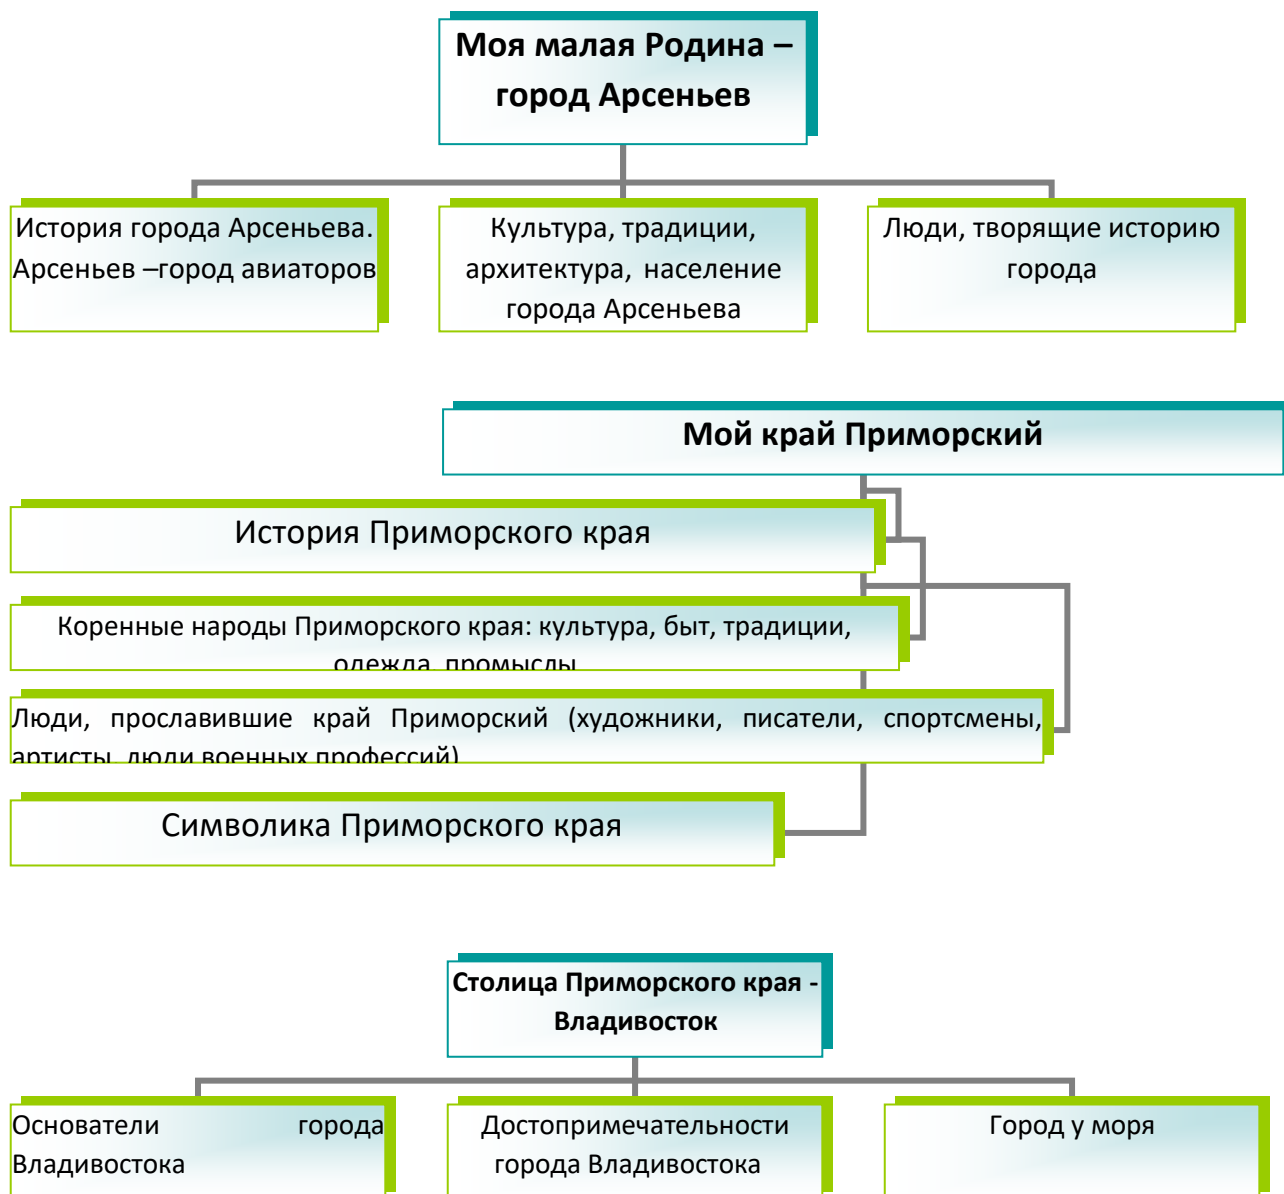 Моя малая Родина –
город Арсеньев
История города Арсеньева.
Арсеньев –город авиаторов
Культура, традиции,
архитектура, население
города Арсеньева
Люди, творящие историю
города
Мой край Приморский
История Приморского края
Коренные народы Приморского края: культура, быт, традиции,
одежда, промыслы
Люди, прославившие край Приморский (художники, писатели, спортсмены,
артисты, люди военных профессий)
Символика Приморского края
Столица Приморского края -
Владивосток
Основатели города
Владивостока
Достопримечательности
города Владивостока
Город у моря